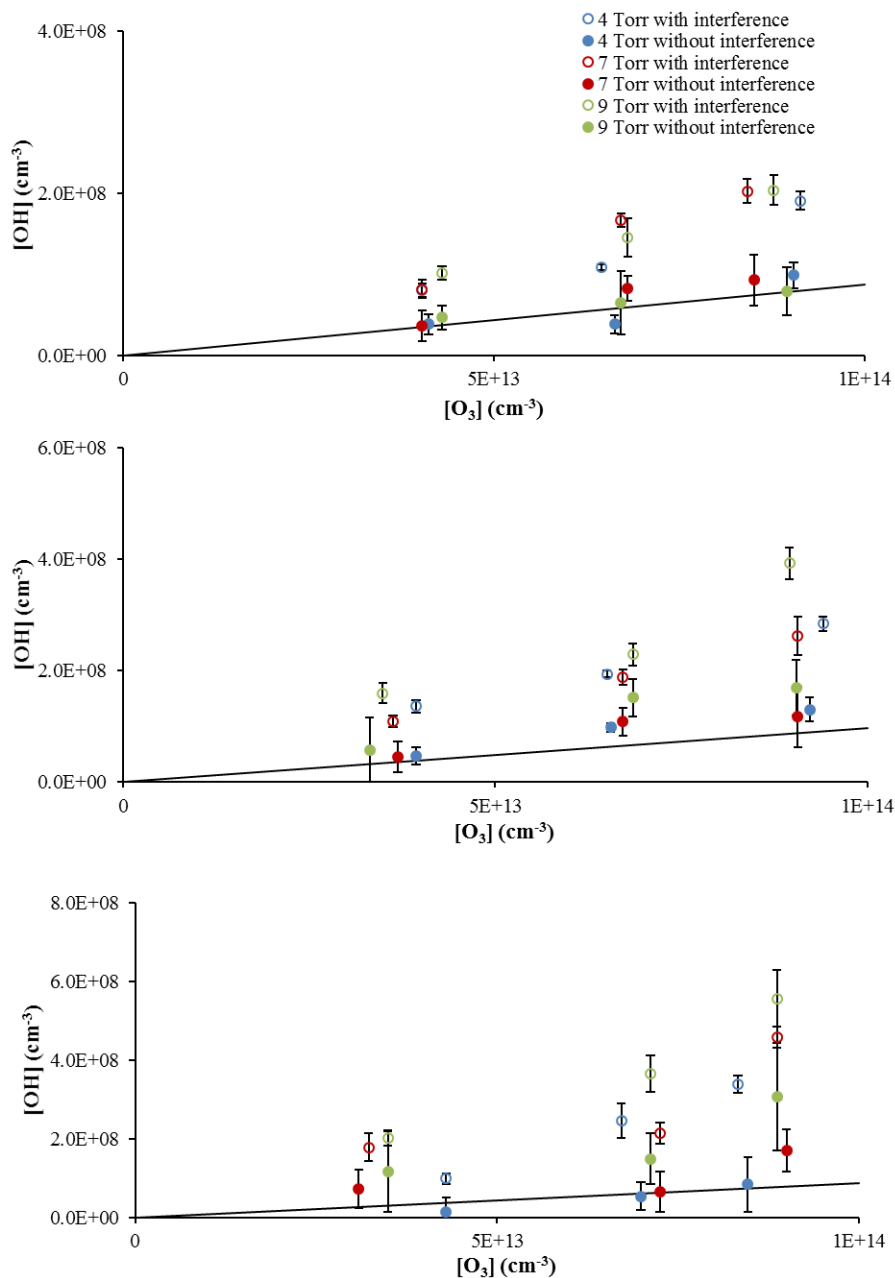 4 Torr with interference
4 Torr without interference
7 Torr with interference
7 Torr without interference
9 Torr with interference
9 Torr without interference
4.0E+08
2.0E+08
0.0E+00
[OH] (cm⁻³)
0 5E+13 1E+14
[O₃] (cm⁻³)
6.0E+08
4.0E+08
2.0E+08
0.0E+00
[OH] (cm⁻³)
0 5E+13 1E+14
[O₃] (cm⁻³)
8.0E+08
6.0E+08
4.0E+08
2.0E+08
0.0E+00
[OH] (cm⁻³)
0 5E+13 1E+14
[O₃] (cm⁻³)